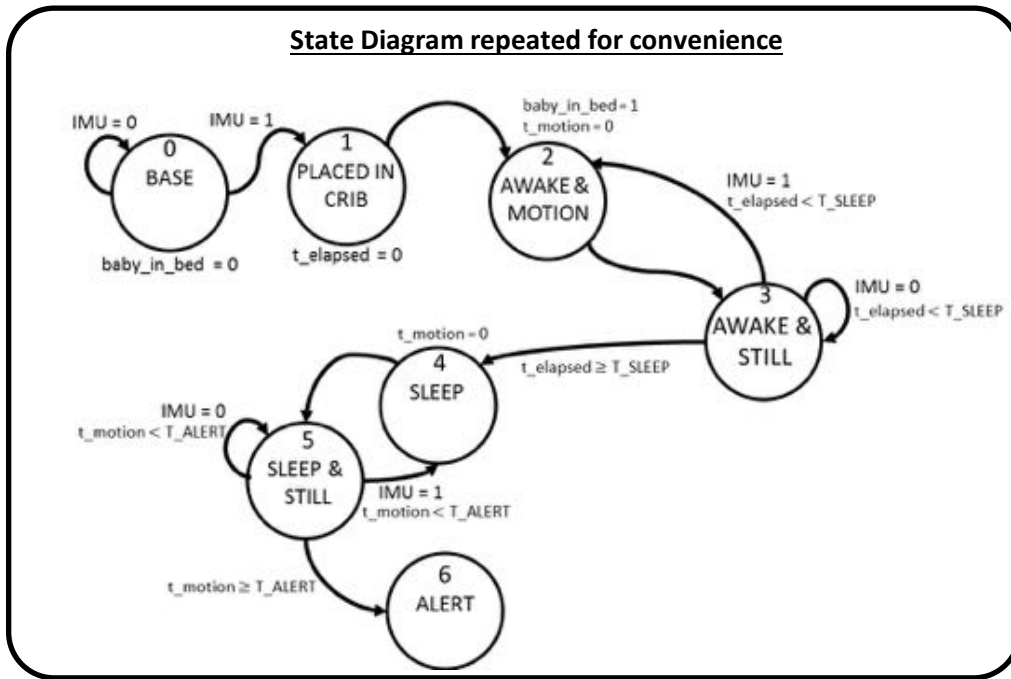 State Diagram repeated for convenience
IMU = 0
IMU = 1
0
BASE
baby_in_bed = 0
1
PLACED IN
CRIB
t_elapsed = 0
baby_in_bed = 1
t_motion = 0
2
AWAKE &
MOTION
IMU = 1
t_elapsed < T_SLEEP
3
AWAKE &
STILL
IMU = 0
t_elapsed < T_SLEEP
t_elapsed ≥ T_SLEEP
t_motion = 0
4
SLEEP
IMU = 0
t_motion < T_ALERT
5
SLEEP &
STILL
IMU = 1
t_motion < T_ALERT
t_motion ≥ T_ALERT
6
ALERT